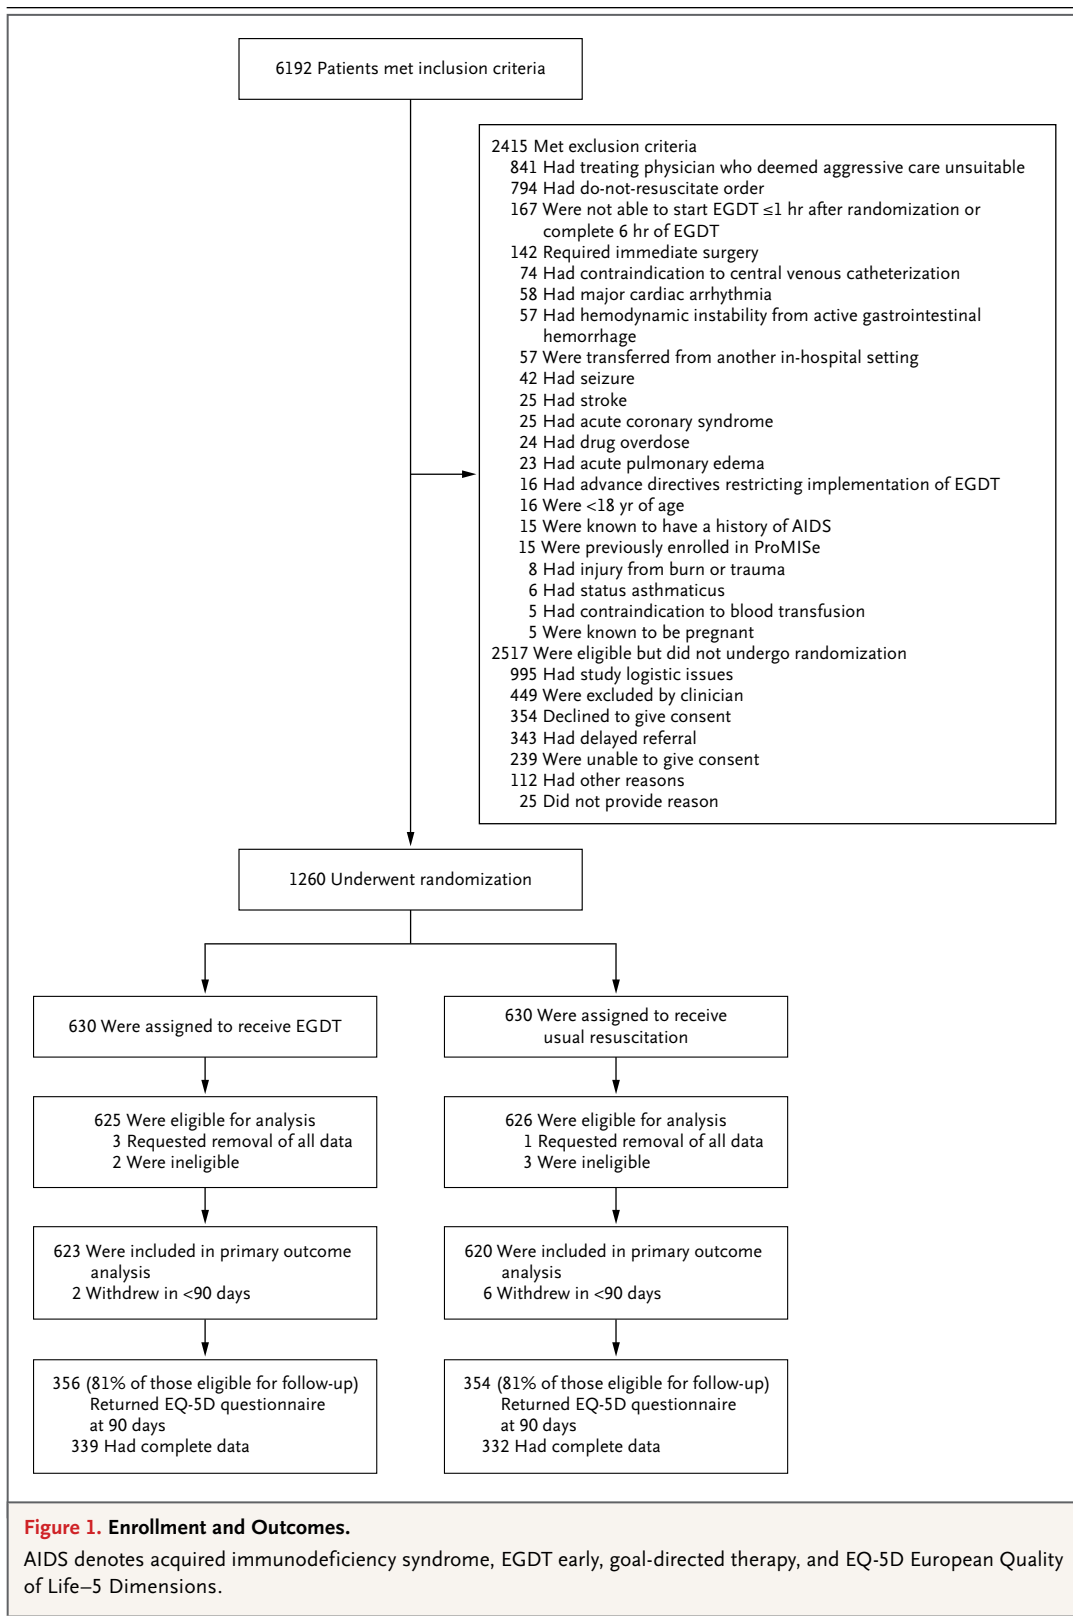 6192 Patients met inclusion criteria
2415 Met exclusion criteria
841 Had treating physician who deemed aggressive care unsuitable
794 Had do-not-resuscitate order
167 Were not able to start EGDT ≤1 hr after randomization or
complete 6 hr of EGDT
142 Required immediate surgery
74 Had contraindication to central venous catheterization
58 Had major cardiac arrhythmia
57 Had hemodynamic instability from active gastrointestinal
hemorrhage
57 Were transferred from another in-hospital setting
42 Had seizure
25 Had stroke
25 Had acute coronary syndrome
24 Had drug overdose
23 Had acute pulmonary edema
16 Had advance directives restricting implementation of EGDT
16 Were <18 yr of age
15 Were known to have a history of AIDS
15 Were previously enrolled in ProMISe
8 Had injury from burn or trauma
6 Had status asthmaticus
5 Had contraindication to blood transfusion
5 Were known to be pregnant
2517 Were eligible but did not undergo randomization
995 Had study logistic issues
449 Were excluded by clinician
354 Declined to give consent
343 Had delayed referral
239 Were unable to give consent
112 Had other reasons
25 Did not provide reason
1260 Underwent randomization
630 Were assigned to receive EGDT
630 Were assigned to receive
usual resuscitation
625 Were eligible for analysis
3 Requested removal of all data
2 Were ineligible
626 Were eligible for analysis
1 Requested removal of all data
3 Were ineligible
623 Were included in primary outcome
analysis
2 Withdrew in <90 days
620 Were included in primary outcome
analysis
6 Withdrew in <90 days
356 (81% of those eligible for follow-up)
Returned EQ-5D questionnaire
at 90 days
339 Had complete data
354 (81% of those eligible for follow-up)
Returned EQ-5D questionnaire
at 90 days
332 Had complete data
Figure 1. Enrollment and Outcomes.
AIDS denotes acquired immunodeficiency syndrome, EGDT early, goal-directed therapy, and EQ-5D European Quality
of Life–5 Dimensions.